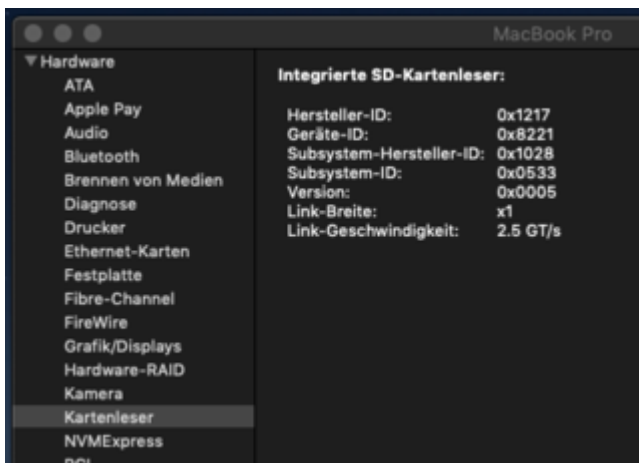 MacBook Pro
Hardware
ATA
Apple Pay
Audio
Bluetooth
Brennen von Medien
Diagnose
Drucker
Ethernet-Karten
Festplatte
Fibre-Channel
FireWire
Grafik/Displays
Hardware-RAID
Kamera
Kartenleser
NVMExpress
PCI
Integrierte SD-Kartenleser:
Hersteller-ID: 0x1217
Geräte-ID: 0x8221
Subsystem-Hersteller-ID: 0x1028
Subsystem-ID: 0x0533
Version: 0x0005
Link-Breite: x1
Link-Geschwindigkeit: 2.5 GT/s